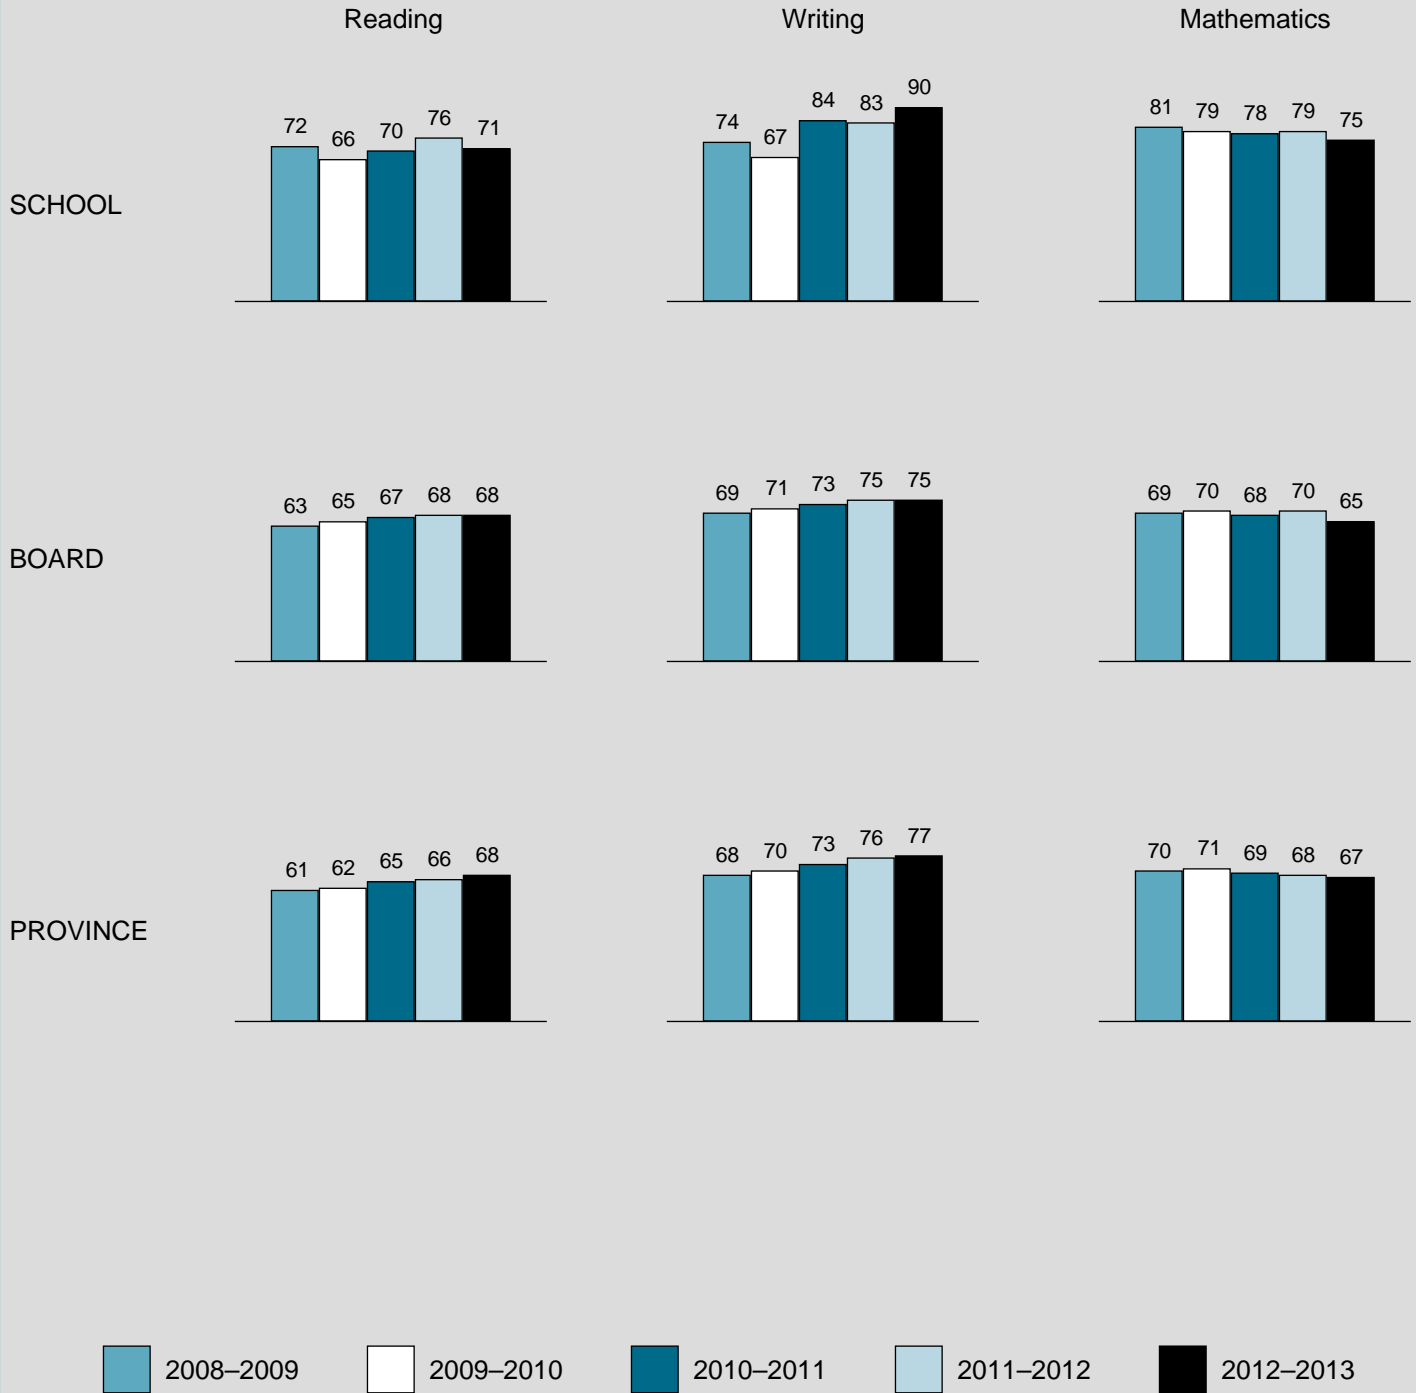 Reading Writing Mathematics
SCHOOL
72 66 70 76 71
74 67 84 83 90
81 79 78 79 75
BOARD
63 65 67 68 68
69 71 73 75 75
69 70 68 70 65
PROVINCE
61 62 65 66 68
68 70 73 76 77
70 71 69 68 67
2008–2009 2009–2010 2010–2011 2011–2012 2012–2013